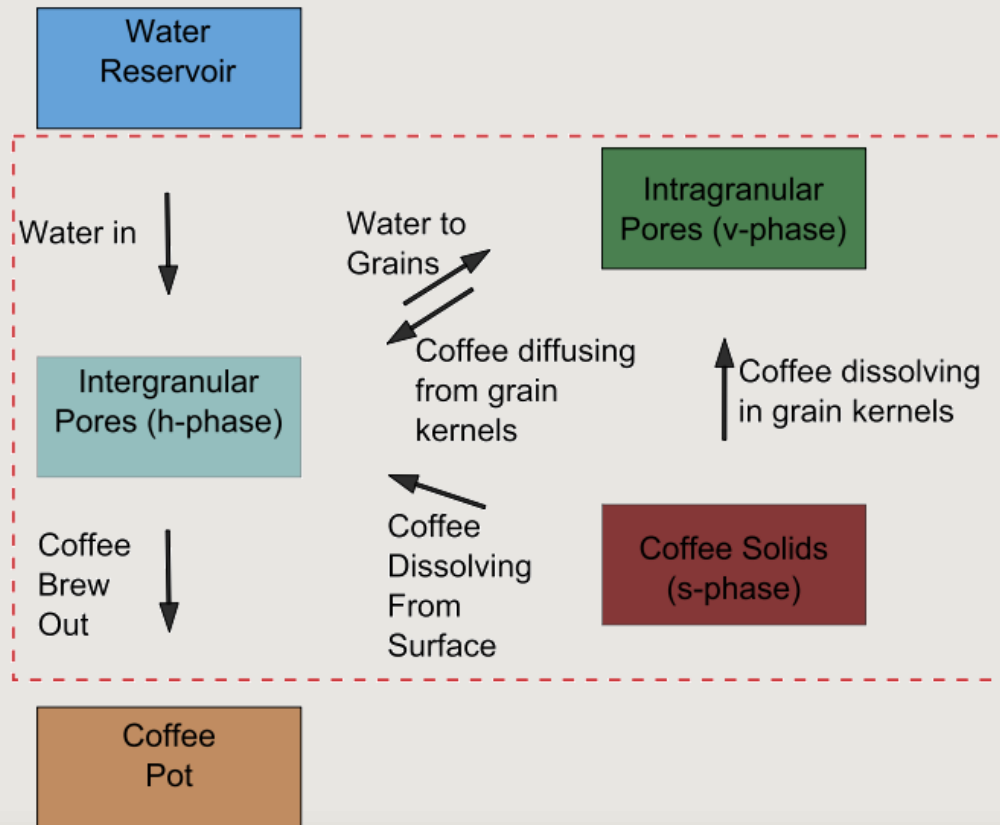 Water
Reservoir
Water in
Water to
Grains
Intragranular
Pores (v-phase)
Intergranular
Pores (h-phase)
Coffee diffusing
from grain
kernels
Coffee dissolving
in grain kernels
Coffee
Brew
Out
Coffee
Dissolving
From
Surface
Coffee Solids
(s-phase)
Coffee
Pot